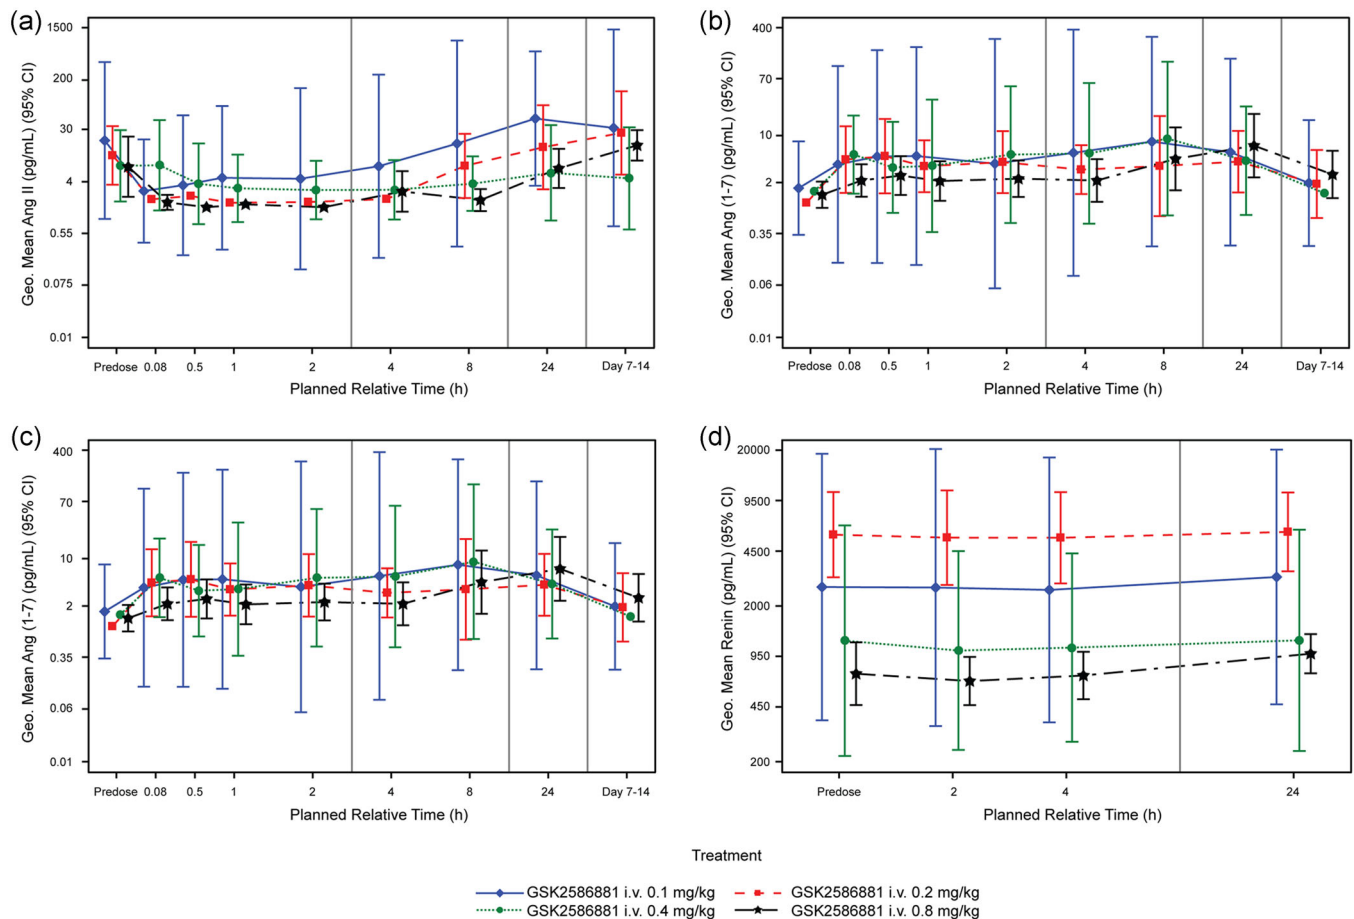 (a)
Geo. Mean Ang II (pg/mL) (95% CI)
1500
200
30
4
0.55
0.075
0.01
Predose 0.08 0.5 1 2 4 8 24 Day 7-14
Planned Relative Time (h)
(b)
Geo. Mean Ang (1-7) (pg/mL) (95% CI)
400
70
10
2
0.35
0.06
0.01
Predose 0.08 0.5 1 2 4 8 24 Day 7-14
Planned Relative Time (h)
(c)
Geo. Mean Ang (1-7) (pg/mL) (95% CI)
400
70
10
2
0.35
0.06
0.01
Predose 0.08 0.5 1 2 4 8 24 Day 7-14
Planned Relative Time (h)
(d)
Geo. Mean Renin (pg/mL) (95% CI)
20000
9500
4500
2000
950
450
200
Predose 2 4 24
Planned Relative Time (h)
Treatment
GSK2586881 i.v. 0.1 mg/kg GSK2586881 i.v. 0.2 mg/kg
GSK2586881 i.v. 0.4 mg/kg GSK2586881 i.v. 0.8 mg/kg